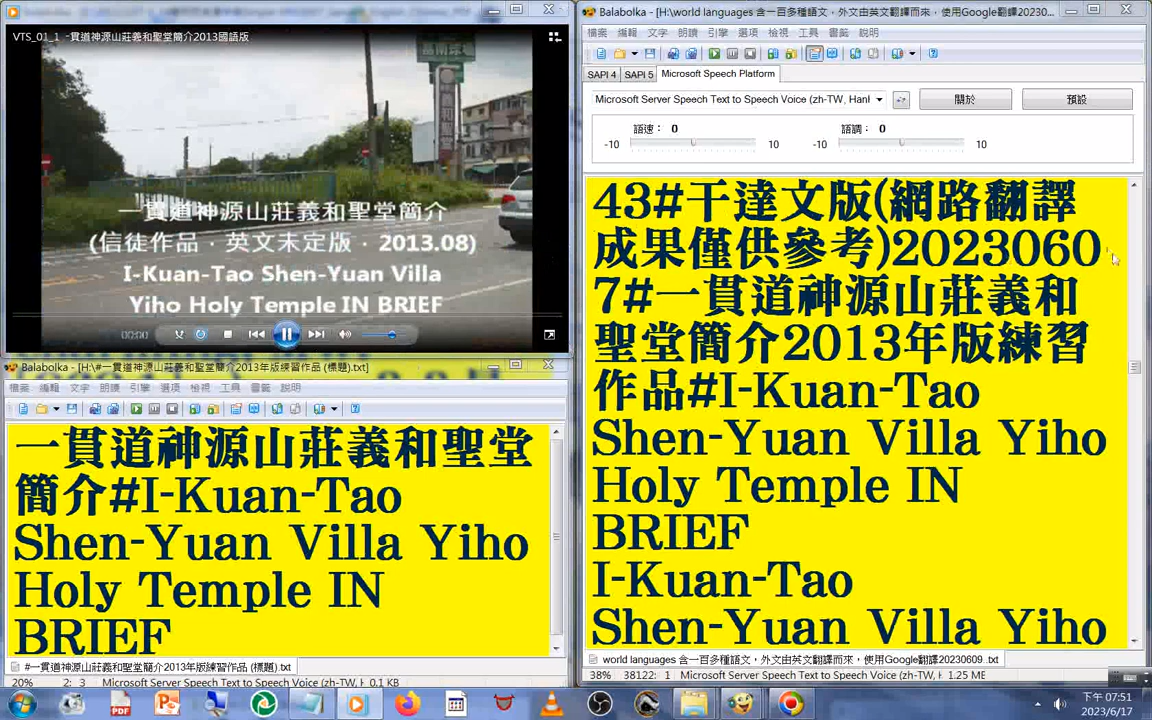 VTS_01_1 -一貫道神源山莊義和聖堂簡介2013國語版
一貫道神源山莊義和聖堂簡介
(信徒作品．英文未定版．2013.08)
I-Kuan-Tao Shen-Yuan Villa
Yiho Holy Temple IN BRIEF
00:00
Balabolka - [H:\#一貫道神源山莊義和聖堂簡介2013年版練習作品 (標題).txt]
檔案 編輯 文字 朗讀 引擎 選項 檢視 工具 書籤 說明
一貫道神源山莊義和聖堂
簡介#I-Kuan-Tao
Shen-Yuan Villa Yiho
Holy Temple IN
BRIEF
#一貫道神源山莊義和聖堂簡介2013年版練習作品 (標題).txt
20% 2: 3 Microsoft Server Speech Text to Speech Voice (zh-T 0.1 KB
Balabolka - [H:\world languages 含一百多種語文，外文由英文翻譯而來，使用Google翻譯20230...
檔案 編輯 文字 朗讀 引擎 選項 檢視 工具 書籤 說明
SAPI 4 SAPI 5 Microsoft Speech Platform
Microsoft Server Speech Text to Speech Voice (zh-TW, Hanl 關於 預設
語速： 0 語調： 0
-10 10 -10 10
43#干達文版(網路翻譯
成果僅供參考)2023060
7#一貫道神源山莊義和
聖堂簡介2013年版練習
作品#I-Kuan-Tao
Shen-Yuan Villa Yiho
Holy Temple IN
BRIEF
I-Kuan-Tao
Shen-Yuan Villa Yiho
world languages 含一百多種語文，外文由英文翻譯而來，使用Google翻譯20230609 .txt
38% 38122: 1 Microsoft Server Speech Text to Speech Voice (zh-T 1.25 MB
下午 07:51
2023/6/17